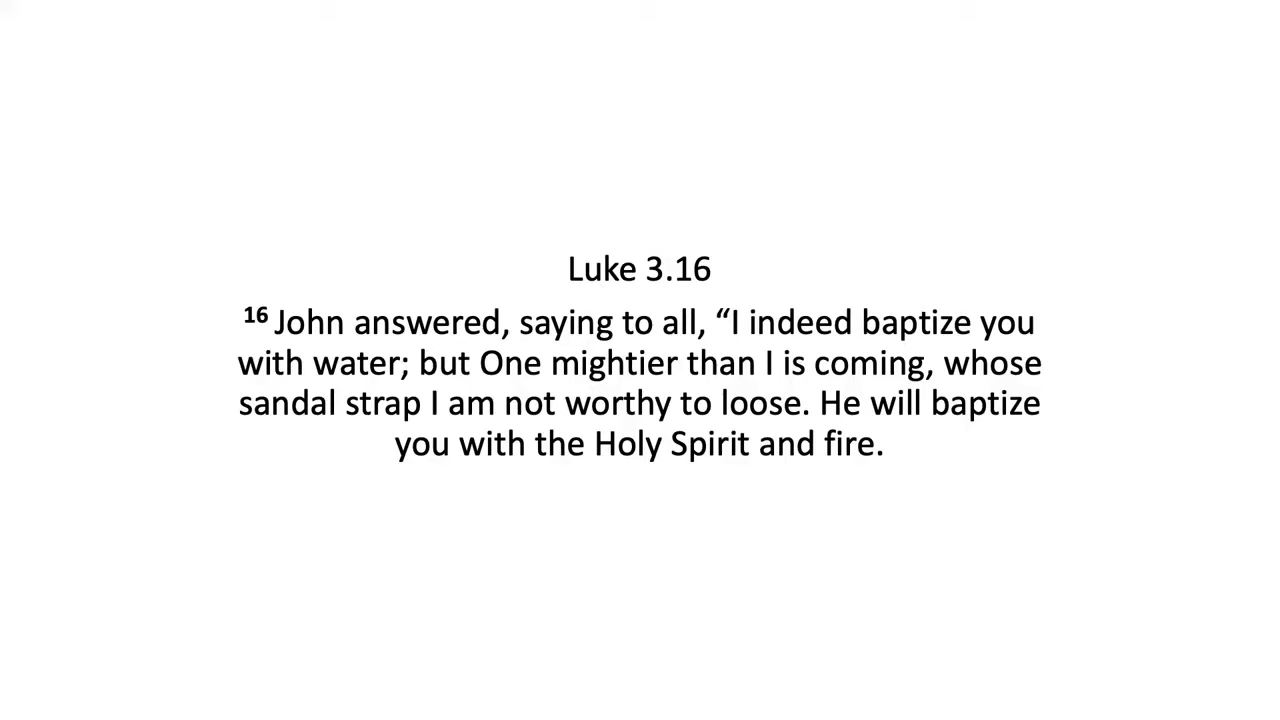 Luke 3.16
16 John answered, saying to all, “I indeed baptize you
with water; but One mightier than I is coming, whose
sandal strap I am not worthy to loose. He will baptize
you with the Holy Spirit and fire.